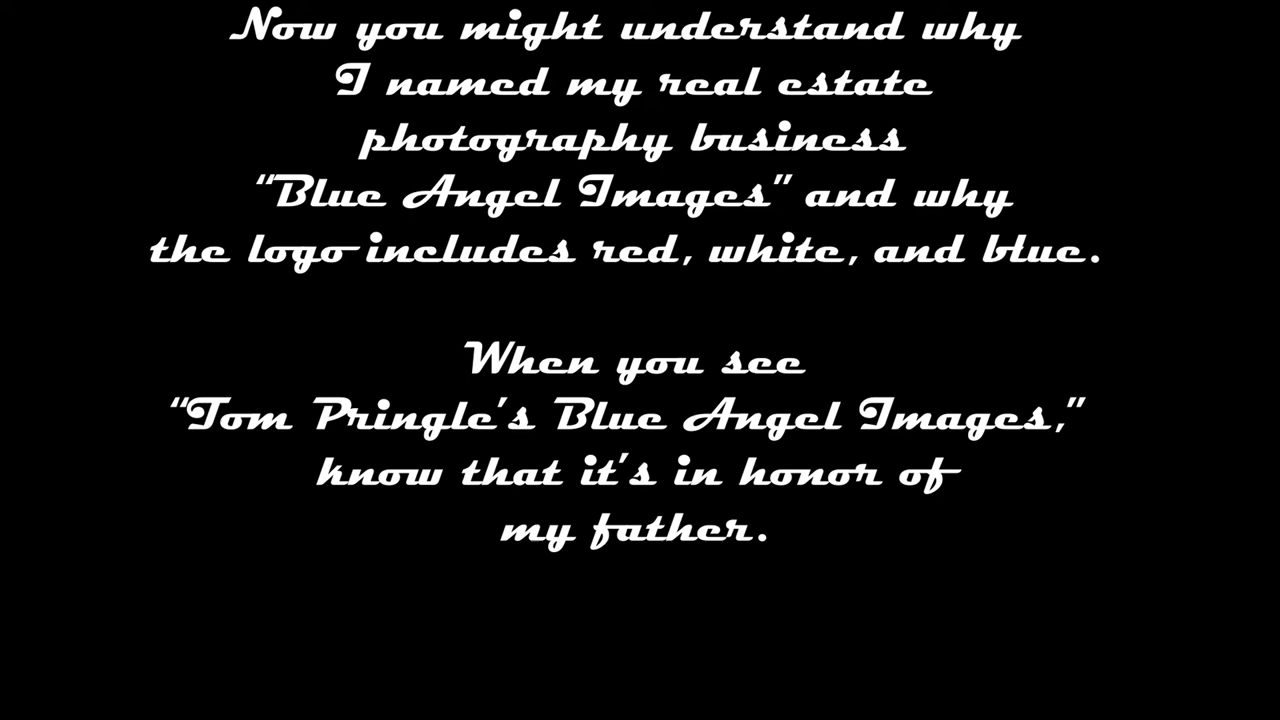 Now you might understand why
I named my real estate
photography business
“Blue Angel Images” and why
the logo includes red, white, and blue.
When you see
“Tom Pringle’s Blue Angel Images,”
know that it’s in honor of
my father.